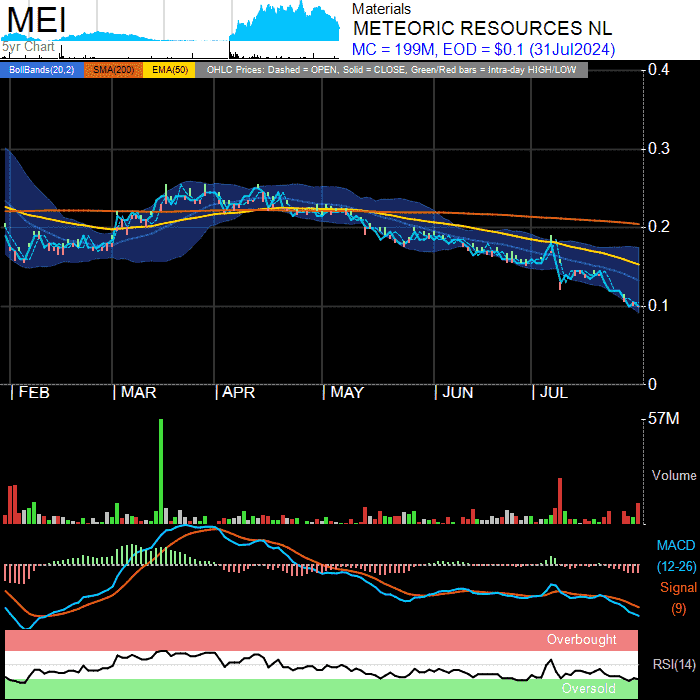 MEI
5yr Chart
Materials
METEORIC RESOURCES NL
MC = 199M, EOD = $0.1 (31Jul2024)
BollBands(20,2) SMA(200) EMA(50) OHLC Prices: Dashed = OPEN, Solid = CLOSE, Green/Red bars = Intra-day HIGH/LOW
0.4
0.3
0.2
0.1
0
FEB MAR APR MAY JUN JUL
57M
Volume
MACD
(12-26)
Signal
(9)
Overbought
RSI(14)
Oversold